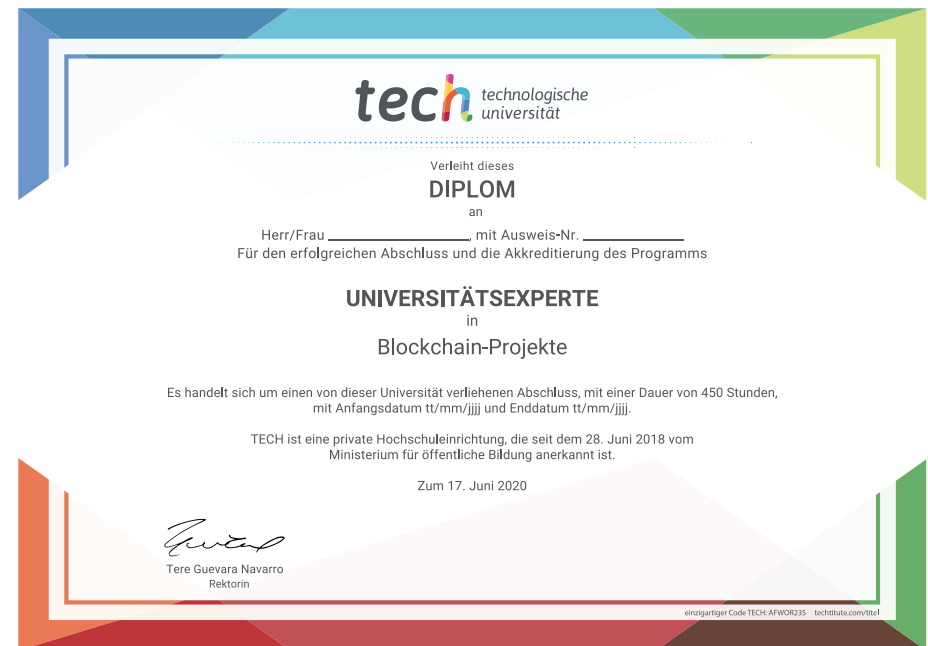 tech technologische
universität
Verleiht dieses
DIPLOM
an
Herr/Frau ____________________, mit Ausweis-Nr. ______________
Für den erfolgreichen Abschluss und die Akkreditierung des Programms
UNIVERSITÄTSEXPERTE
in
Blockchain-Projekte
Es handelt sich um einen von dieser Universität verliehenen Abschluss, mit einer Dauer von 450 Stunden,
mit Anfangsdatum tt/mm/jjjj und Enddatum tt/mm/jjjj.
TECH ist eine private Hochschuleinrichtung, die seit dem 28. Juni 2018 vom
Ministerium für öffentliche Bildung anerkannt ist.
Zum 17. Juni 2020
Tere Guevara Navarro
Rektorin
einzigartiger Code TECH: AFWOR23S techtitute.com/titel